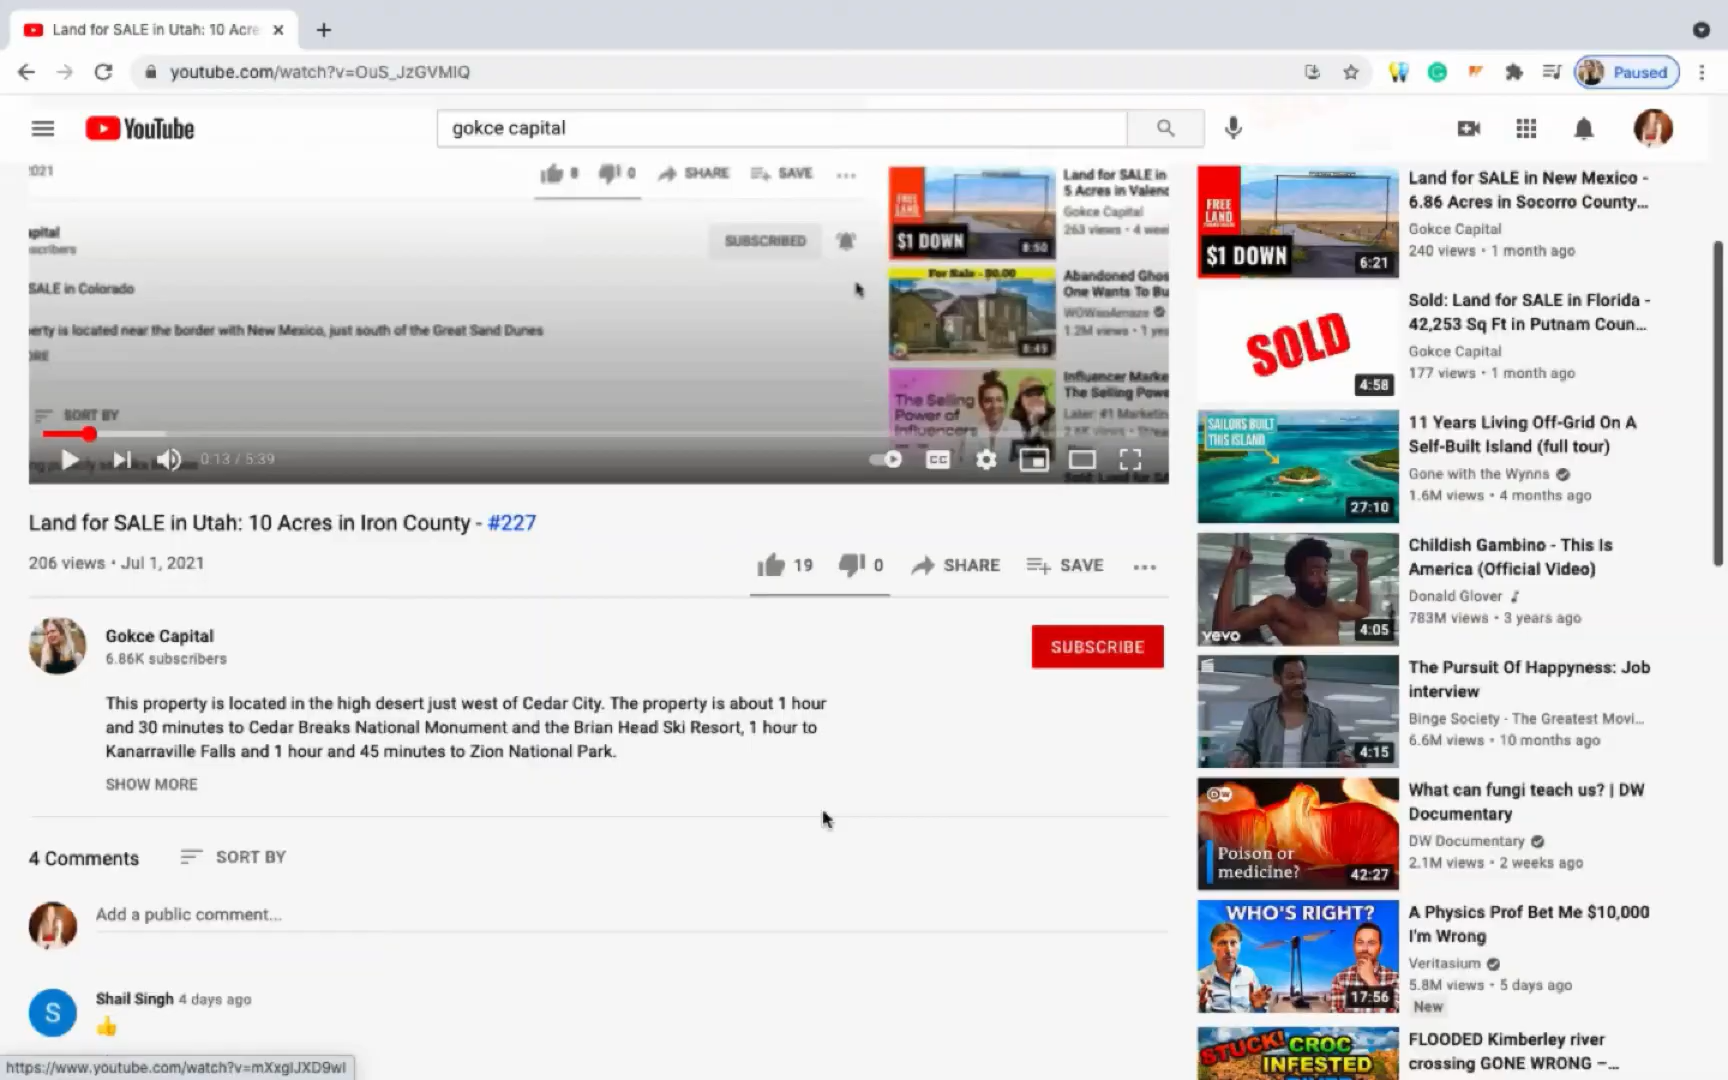 Land for SALE in Utah: 10 Acre
youtube.com/watch?v=OuS_JzGVMIQ
Paused
YouTube
gokce capital
2021
8
0
SHARE
SAVE
apital
scribers
SUBSCRIBED
SALE in Colorado
erty is located near the border with New Mexico, just south of the Great Sand Dunes
ORE
SORT BY
0:13 / 5:39
CC
FREE
LAND
$1 DOWN
8:50
Land for SALE in
5 Acres in Valenc
Gokce Capital
263 views • 4 wee
For Sale - $0.00
8:45
Abandoned Ghos
One Wants To Bu
WOWsoAmaze
1.2M views • 1 ye
The Selling
Power of
Influencers
Influencer Marke
The Selling Powe
Later: #1 Marketin
Land for SALE in Utah: 10 Acres in Iron County - #227
206 views • Jul 1, 2021
19
0
SHARE
SAVE
Gokce Capital
6.86K subscribers
SUBSCRIBE
This property is located in the high desert just west of Cedar City. The property is about 1 hour
and 30 minutes to Cedar Breaks National Monument and the Brian Head Ski Resort, 1 hour to
Kanarraville Falls and 1 hour and 45 minutes to Zion National Park.
SHOW MORE
4 Comments
SORT BY
Add a public comment...
S
Shail Singh 4 days ago
https://www.youtube.com/watch?v=mXxglJXD9wI
FREE
LAND
$1 DOWN
6:21
Land for SALE in New Mexico -
6.86 Acres in Socorro County...
Gokce Capital
240 views • 1 month ago
SOLD
4:58
Sold: Land for SALE in Florida -
42,253 Sq Ft in Putnam Coun...
Gokce Capital
177 views • 1 month ago
SAILORS BUILT
THIS ISLAND
27:10
11 Years Living Off-Grid On A
Self-Built Island (full tour)
Gone with the Wynns
1.6M views • 4 months ago
vevo
4:05
Childish Gambino - This Is
America (Official Video)
Donald Glover
783M views • 3 years ago
4:15
The Pursuit Of Happyness: Job
interview
Binge Society - The Greatest Movi...
6.6M views • 10 months ago
DW
Poison or
medicine?
42:27
What can fungi teach us? | DW
Documentary
DW Documentary
2.1M views • 2 weeks ago
WHO'S RIGHT?
17:56
A Physics Prof Bet Me $10,000
I'm Wrong
Veritasium
5.8M views • 5 days ago
New
STUCK! CROC
INFESTED
FLOODED Kimberley river
crossing GONE WRONG –...